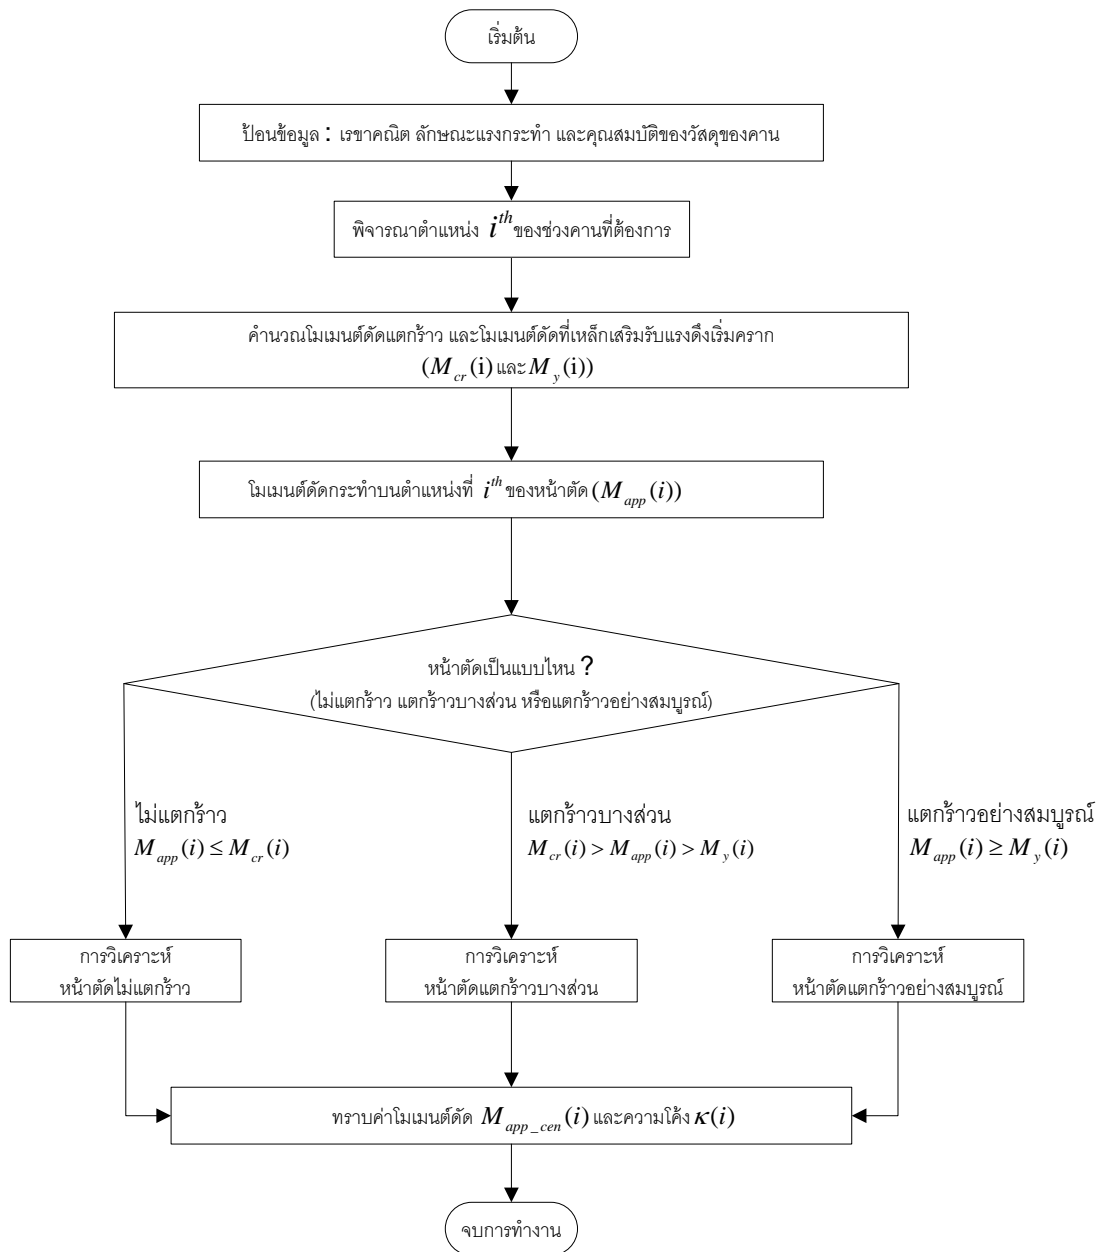 เริ่มต้น
ป้อนข้อมูล : เรขาคณิต ลักษณะแรงกระทำ และคุณสมบัติของวัสดุของคาน
พิจารณาตำแหน่ง i^{th} ของช่วงคานที่ต้องการ
คำนวณโมเมนต์ดัดแตกร้าว และโมเมนต์ดัดที่เหล็กเสริมรับแรงดึงเริ่มคราก
(M_{cr}(i) และ M_y(i))
โมเมนต์ดัดกระทำบนตำแหน่งที่ i^{th} ของหน้าตัด (M_{app}(i))
หน้าตัดเป็นแบบไหน ?
(ไม่แตกร้าว แตกร้าวบางส่วน หรือแตกร้าวอย่างสมบูรณ์)
ไม่แตกร้าว
M_{app}(i) ≤ M_{cr}(i)
แตกร้าวบางส่วน
M_{cr}(i) > M_{app}(i) > M_y(i)
แตกร้าวอย่างสมบูรณ์
M_{app}(i) ≥ M_y(i)
การวิเคราะห์
หน้าตัดไม่แตกร้าว
การวิเคราะห์
หน้าตัดแตกร้าวบางส่วน
การวิเคราะห์
หน้าตัดแตกร้าวอย่างสมบูรณ์
ทราบค่าโมเมนต์ดัด M_{app_cen}(i) และความโค้ง κ(i)
จบการทำงาน